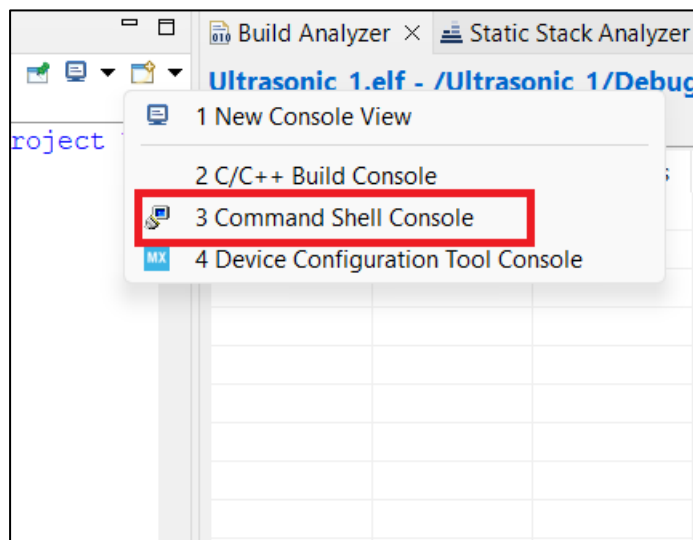 Build Analyzer
Static Stack Analyzer
Ultrasonic_1.elf - /Ultrasonic_1/Debug
roject
1 New Console View
2 C/C++ Build Console
s
3 Command Shell Console
MX 4 Device Configuration Tool Console